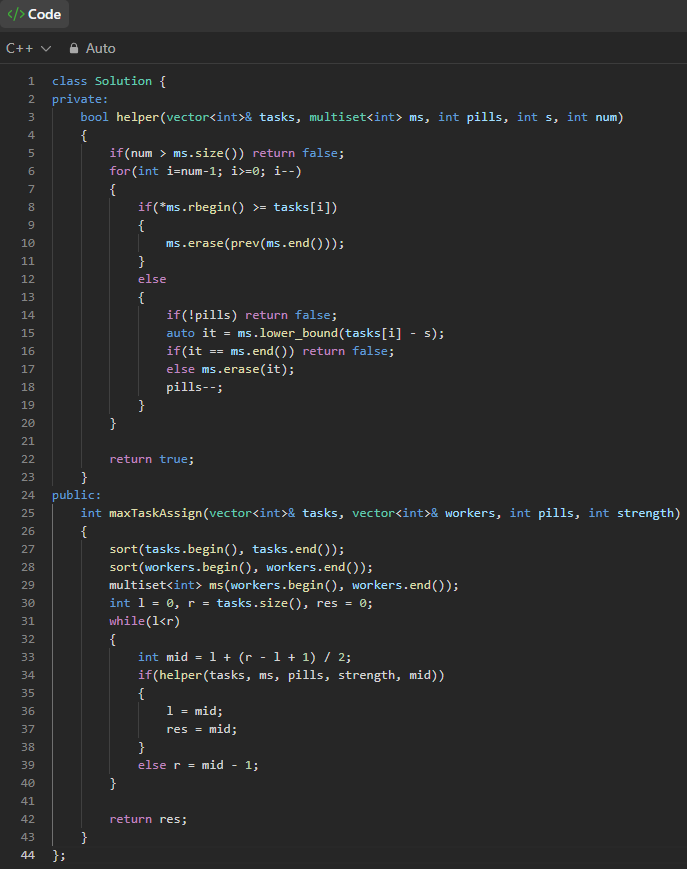 </> Code
C++ Auto
1 class Solution {
2 private:
3 bool helper(vector<int>& tasks, multiset<int> ms, int pills, int s, int num)
4 {
5 if(num > ms.size()) return false;
6 for(int i=num-1; i>=0; i--)
7 {
8 if(*ms.rbegin() >= tasks[i])
9 {
10 ms.erase(prev(ms.end()));
11 }
12 else
13 {
14 if(!pills) return false;
15 auto it = ms.lower_bound(tasks[i] - s);
16 if(it == ms.end()) return false;
17 else ms.erase(it);
18 pills--;
19 }
20 }
21
22 return true;
23 }
24 public:
25 int maxTaskAssign(vector<int>& tasks, vector<int>& workers, int pills, int strength)
26 {
27 sort(tasks.begin(), tasks.end());
28 sort(workers.begin(), workers.end());
29 multiset<int> ms(workers.begin(), workers.end());
30 int l = 0, r = tasks.size(), res = 0;
31 while(l<r)
32 {
33 int mid = l + (r - l + 1) / 2;
34 if(helper(tasks, ms, pills, strength, mid))
35 {
36 l = mid;
37 res = mid;
38 }
39 else r = mid - 1;
40 }
41
42 return res;
43 }
44 };